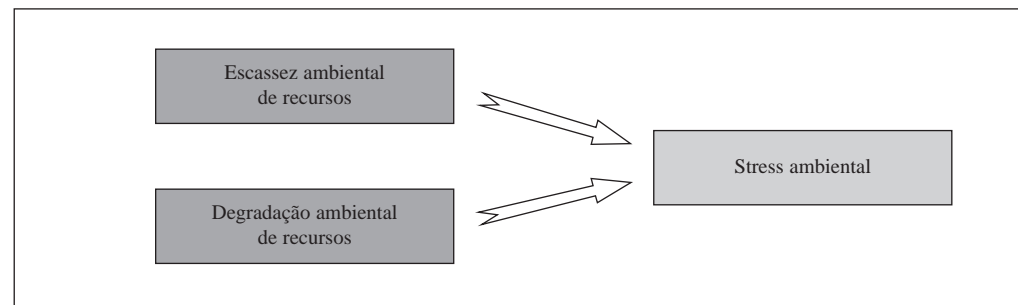 Escassez ambiental
de recursos
Stress ambiental
Degradação ambiental
de recursos